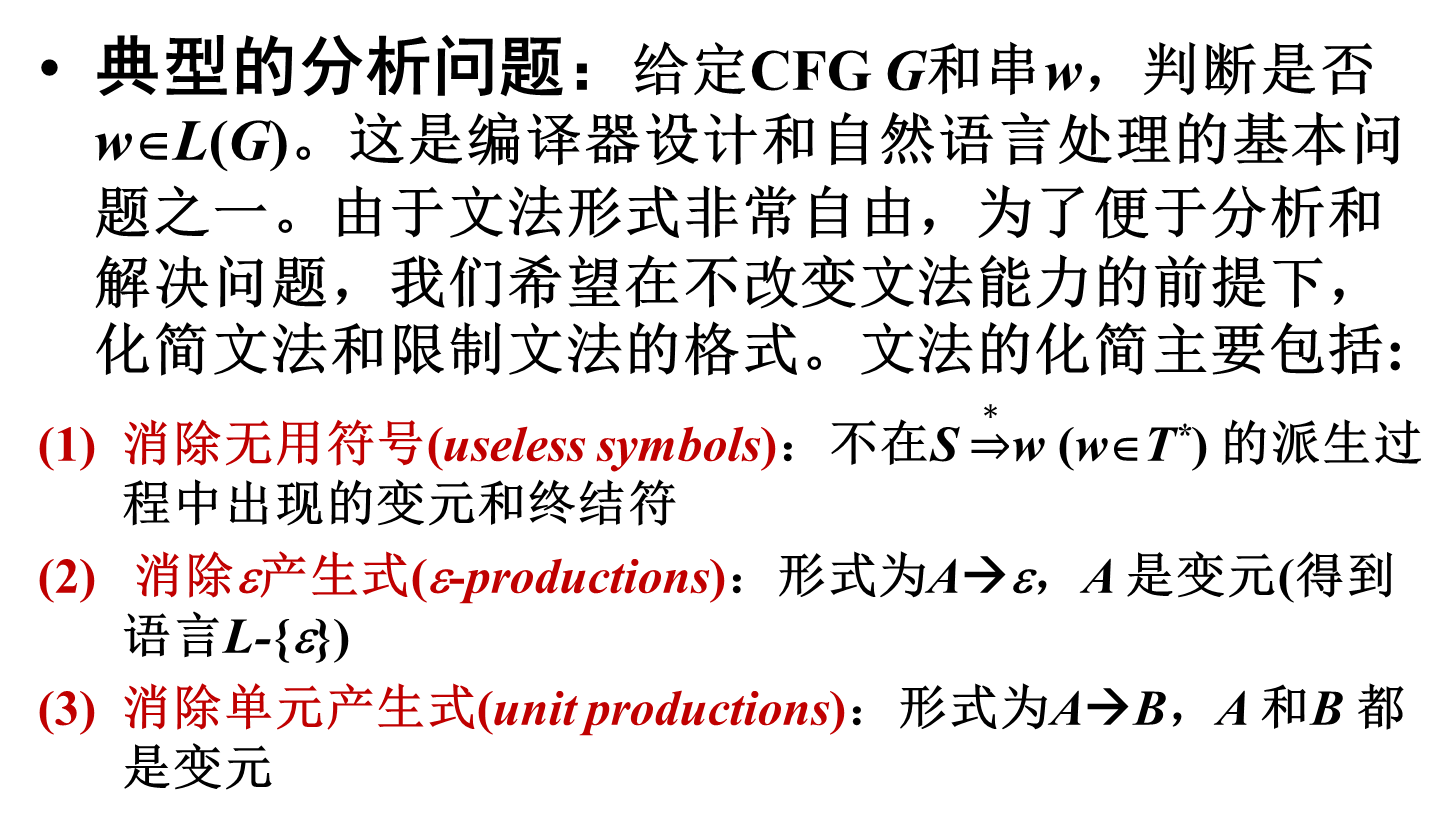 • 典型的分析问题：给定CFG G和串w，判断是否
w∈L(G)。这是编译器设计和自然语言处理的基本问
题之一。由于文法形式非常自由，为了便于分析和
解决问题，我们希望在不改变文法能力的前提下，
化简文法和限制文法的格式。文法的化简主要包括:
(1) 消除无用符号(useless symbols)：不在S ⇒* w (w∈T*) 的派生过
程中出现的变元和终结符
(2) 消除ε产生式(ε-productions)：形式为A→ε，A 是变元(得到
语言L-{ε})
(3) 消除单元产生式(unit productions)：形式为A→B，A 和B 都
是变元